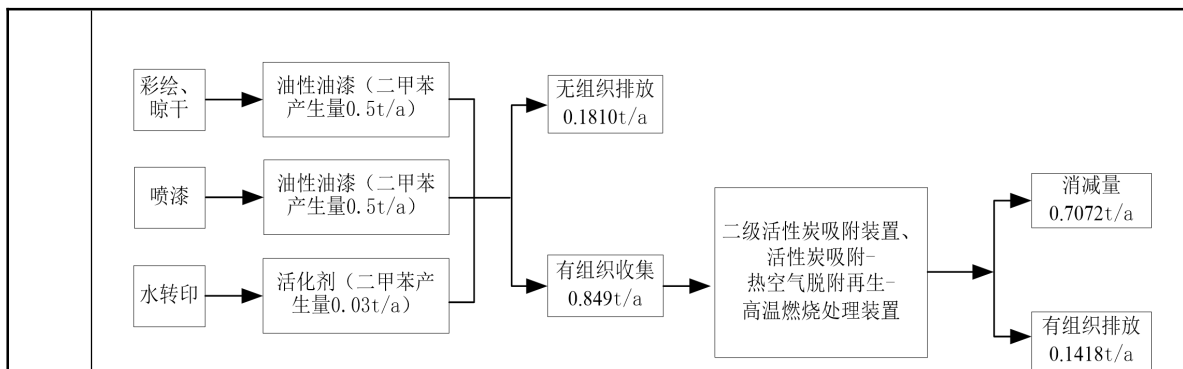 彩绘、
晾干
油性油漆（二甲苯
产生量0.5t/a）
无组织排放
0.1810t/a
喷漆
油性油漆（二甲苯
产生量0.5t/a）
消减量
0.7072t/a
二级活性炭吸附装置、
活性炭吸附-
热空气脱附再生-
高温燃烧处理装置
水转印
活化剂（二甲苯产
生量0.03t/a）
有组织收集
0.849t/a
有组织排放
0.1418t/a